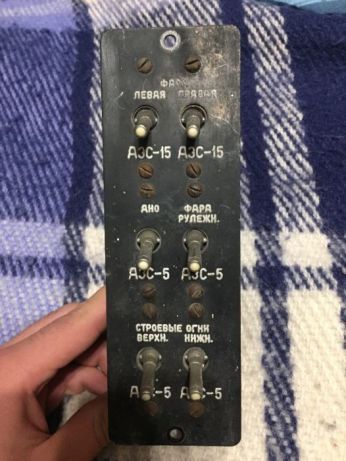 ФАРЫ
ЛЕВАЯ ПРАВАЯ
АЗС-15 АЗС-15
АНО ФАРА
РУЛЕЖН.
АЗС-5 АЗС-5
СТРОЕВЫЕ ОГНИ
ВЕРХН. НИЖН.
АЗС-5 АЗС-5